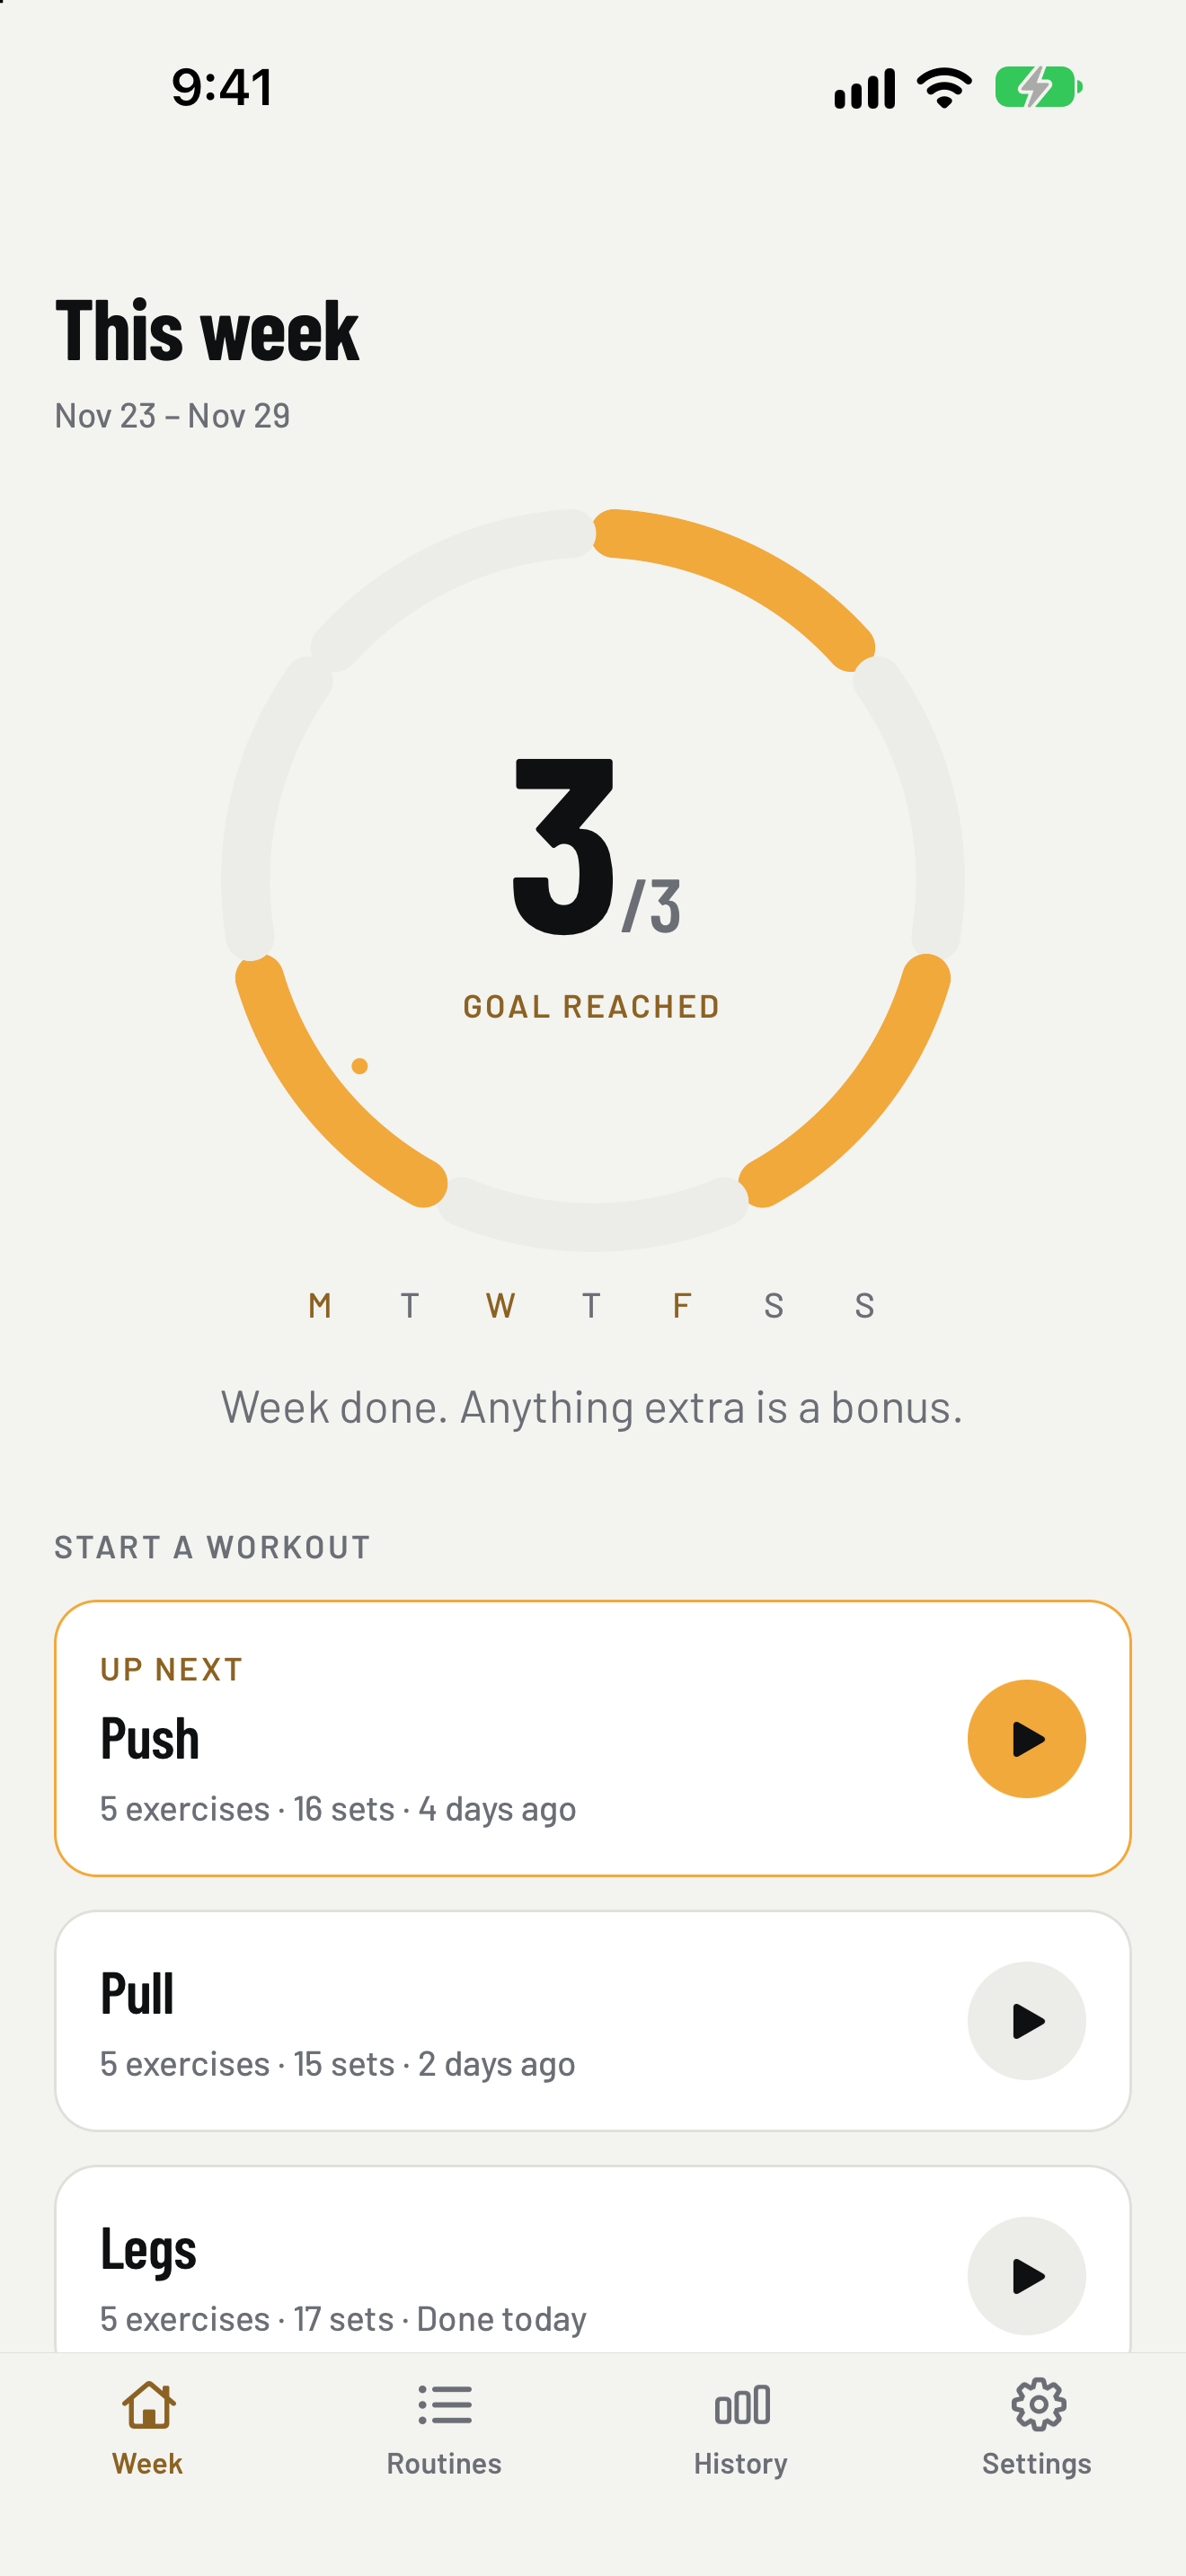 9:41
This week
Nov 23 – Nov 29
3/3
GOAL REACHED
M T W T F S S
Week done. Anything extra is a bonus.
START A WORKOUT
UP NEXT
Push
5 exercises · 16 sets · 4 days ago
Pull
5 exercises · 15 sets · 2 days ago
Legs
5 exercises · 17 sets · Done today
Week Routines History Settings